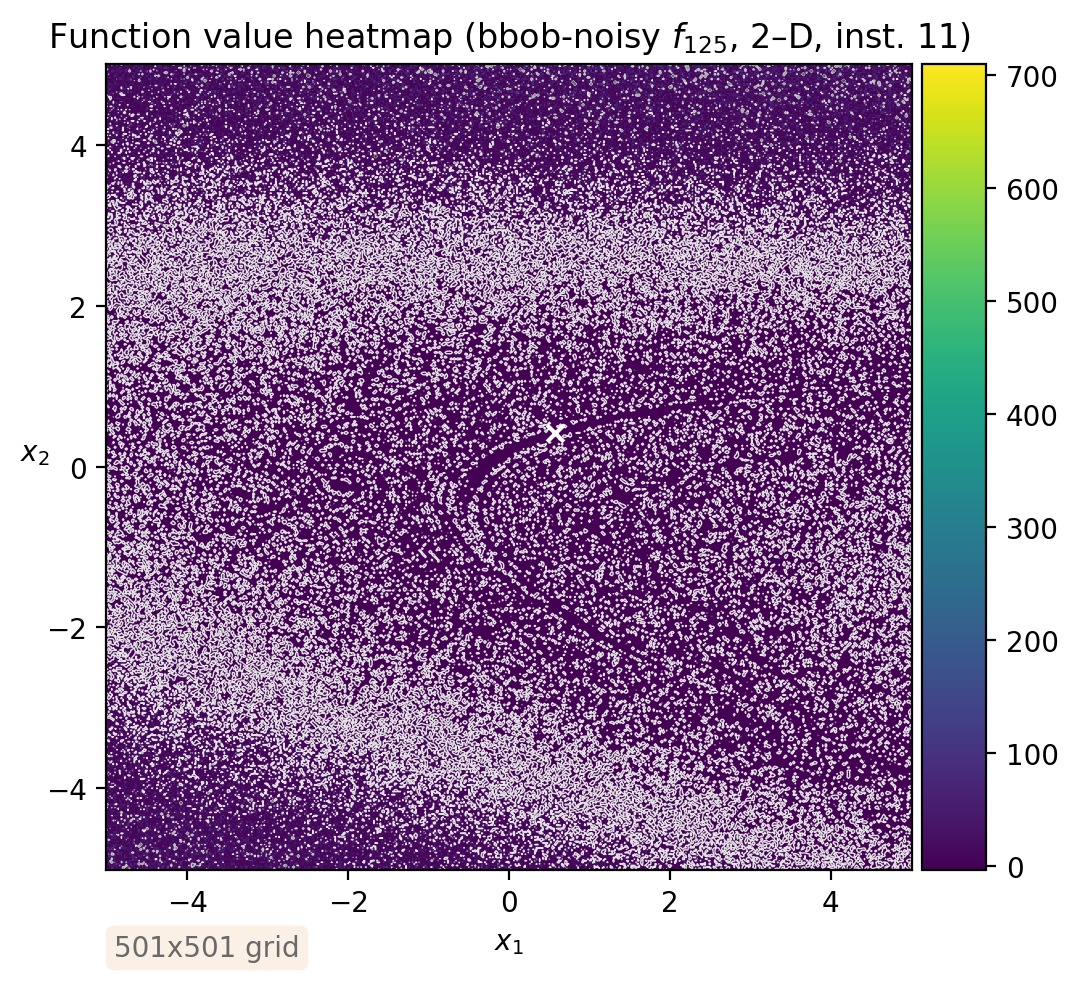 Function value heatmap (bbob-noisy f₁₂₅, 2–D, inst. 11)
700
600
500
400
300
200
100
0
4
2
0
−2
−4
x₂
−4 −2 0 2 4
x₁
501x501 grid